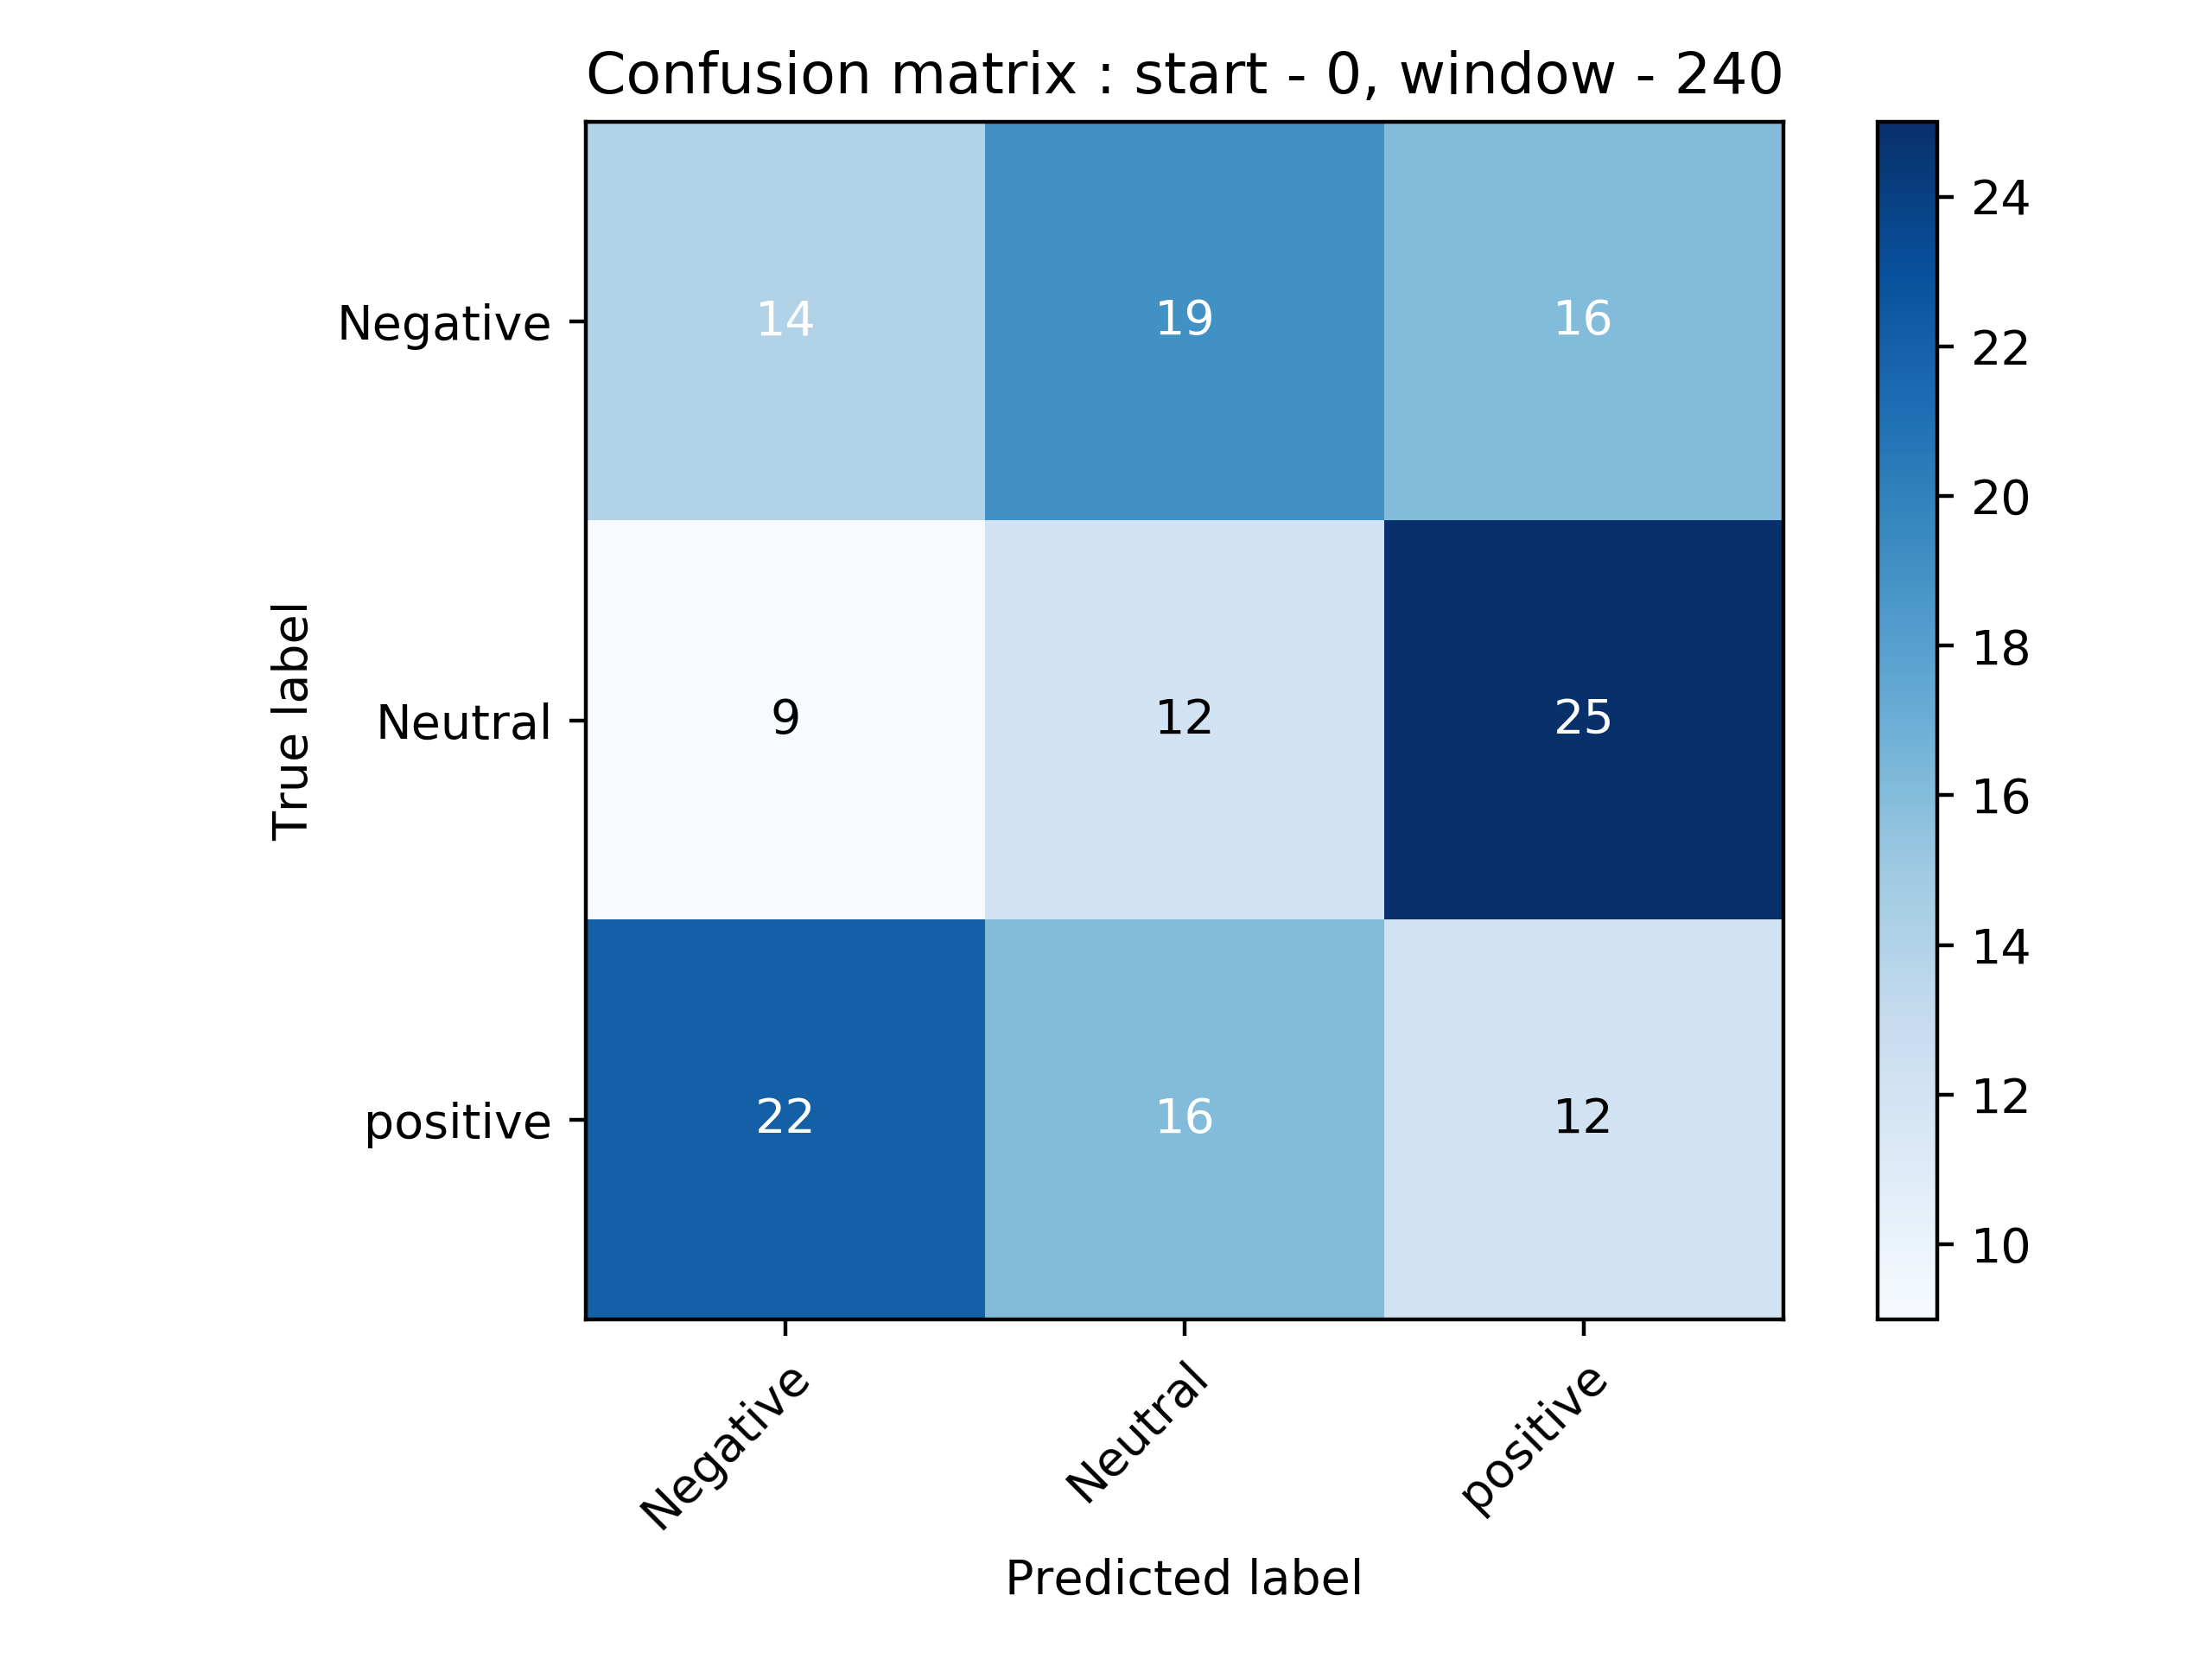 Confusion matrix : start - 0, window - 240
True label
Negative
14 19 16
Neutral
9 12 25
positive
22 16 12
Negative Neutral positive
Predicted label
24
22
20
18
16
14
12
10